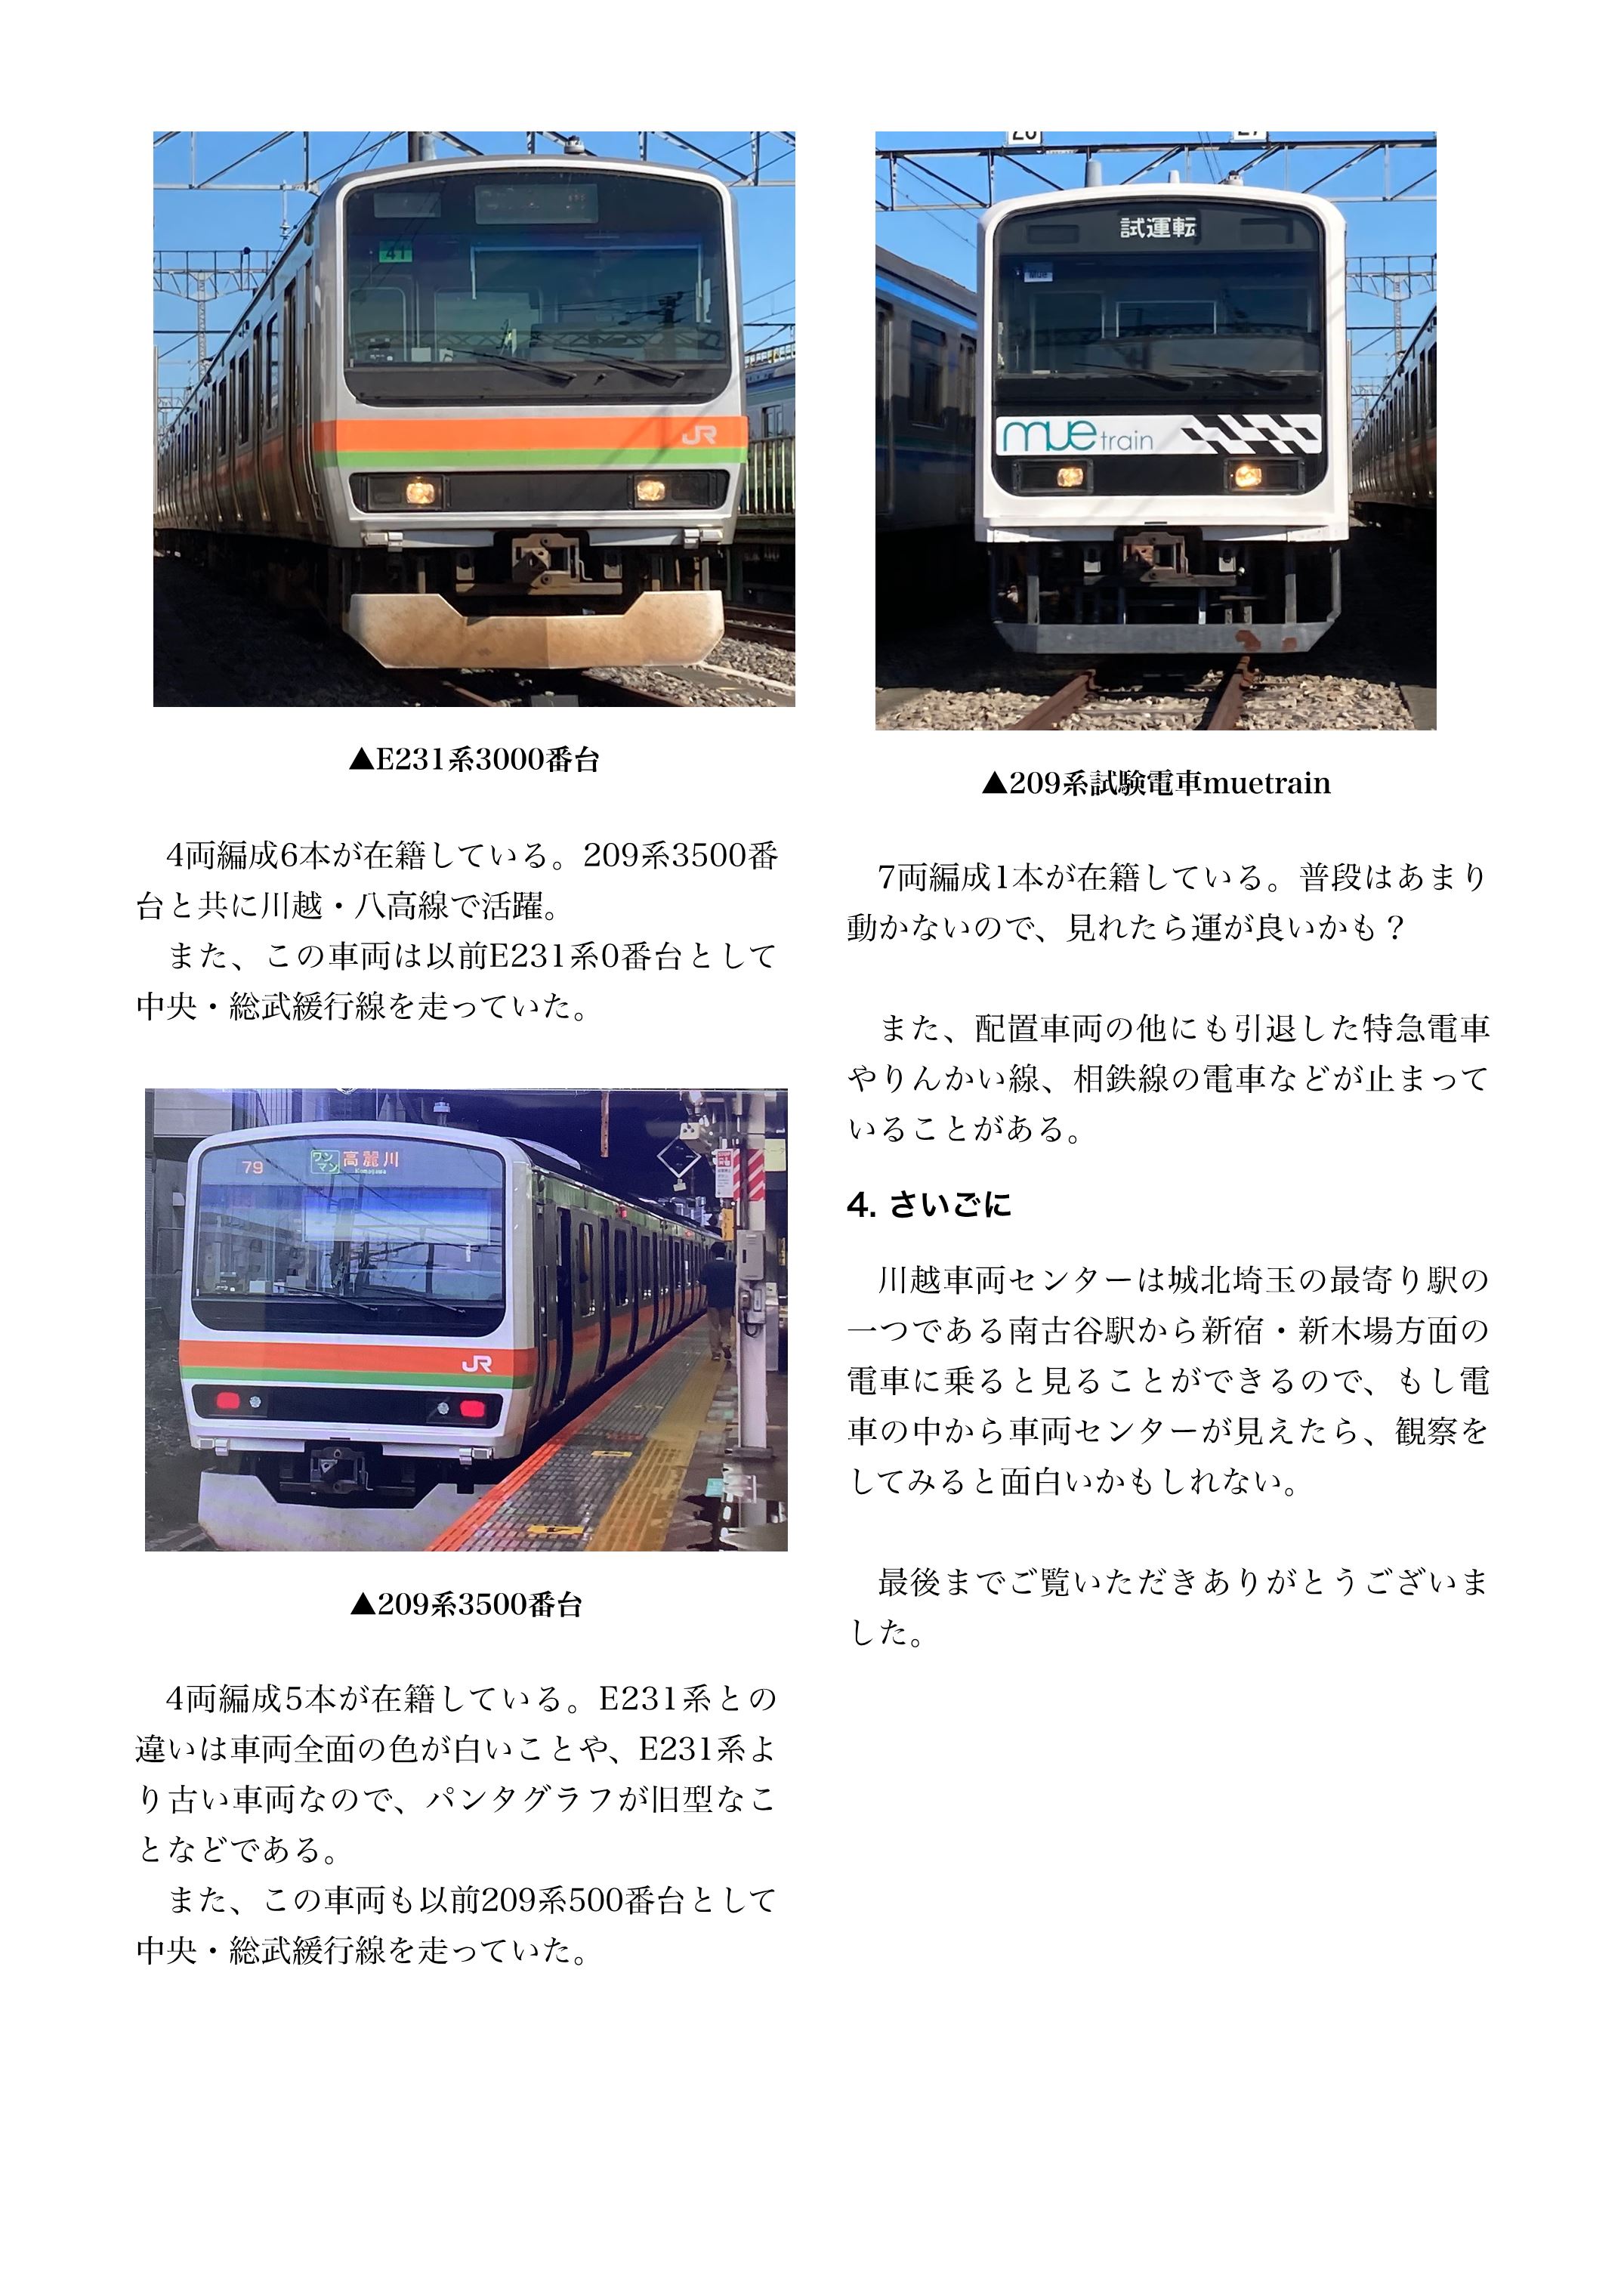 41
JR
▲E231系3000番台
4両編成6本が在籍している。209系3500番
台と共に川越・八高線で活躍。
また、この車両は以前E231系0番台として
中央・総武緩行線を走っていた。
79
ワン
マン
高麗川
Komagawa
JR
▲209系3500番台
4両編成5本が在籍している。E231系との
違いは車両全面の色が白いことや、E231系よ
り古い車両なので、パンタグラフが旧型なこ
となどである。
また、この車両も以前209系500番台として
中央・総武緩行線を走っていた。
試運転
mue
mue train
▲209系試験電車muetrain
7両編成1本が在籍している。普段はあまり
動かないので、見れたら運が良いかも？
また、配置車両の他にも引退した特急電車
やりんかい線、相鉄線の電車などが止まって
いることがある。
4. さいごに
川越車両センターは城北埼玉の最寄り駅の
一つである南古谷駅から新宿・新木場方面の
電車に乗ると見ることができるので、もし電
車の中から車両センターが見えたら、観察を
してみると面白いかもしれない。
最後までご覧いただきありがとうございま
した。